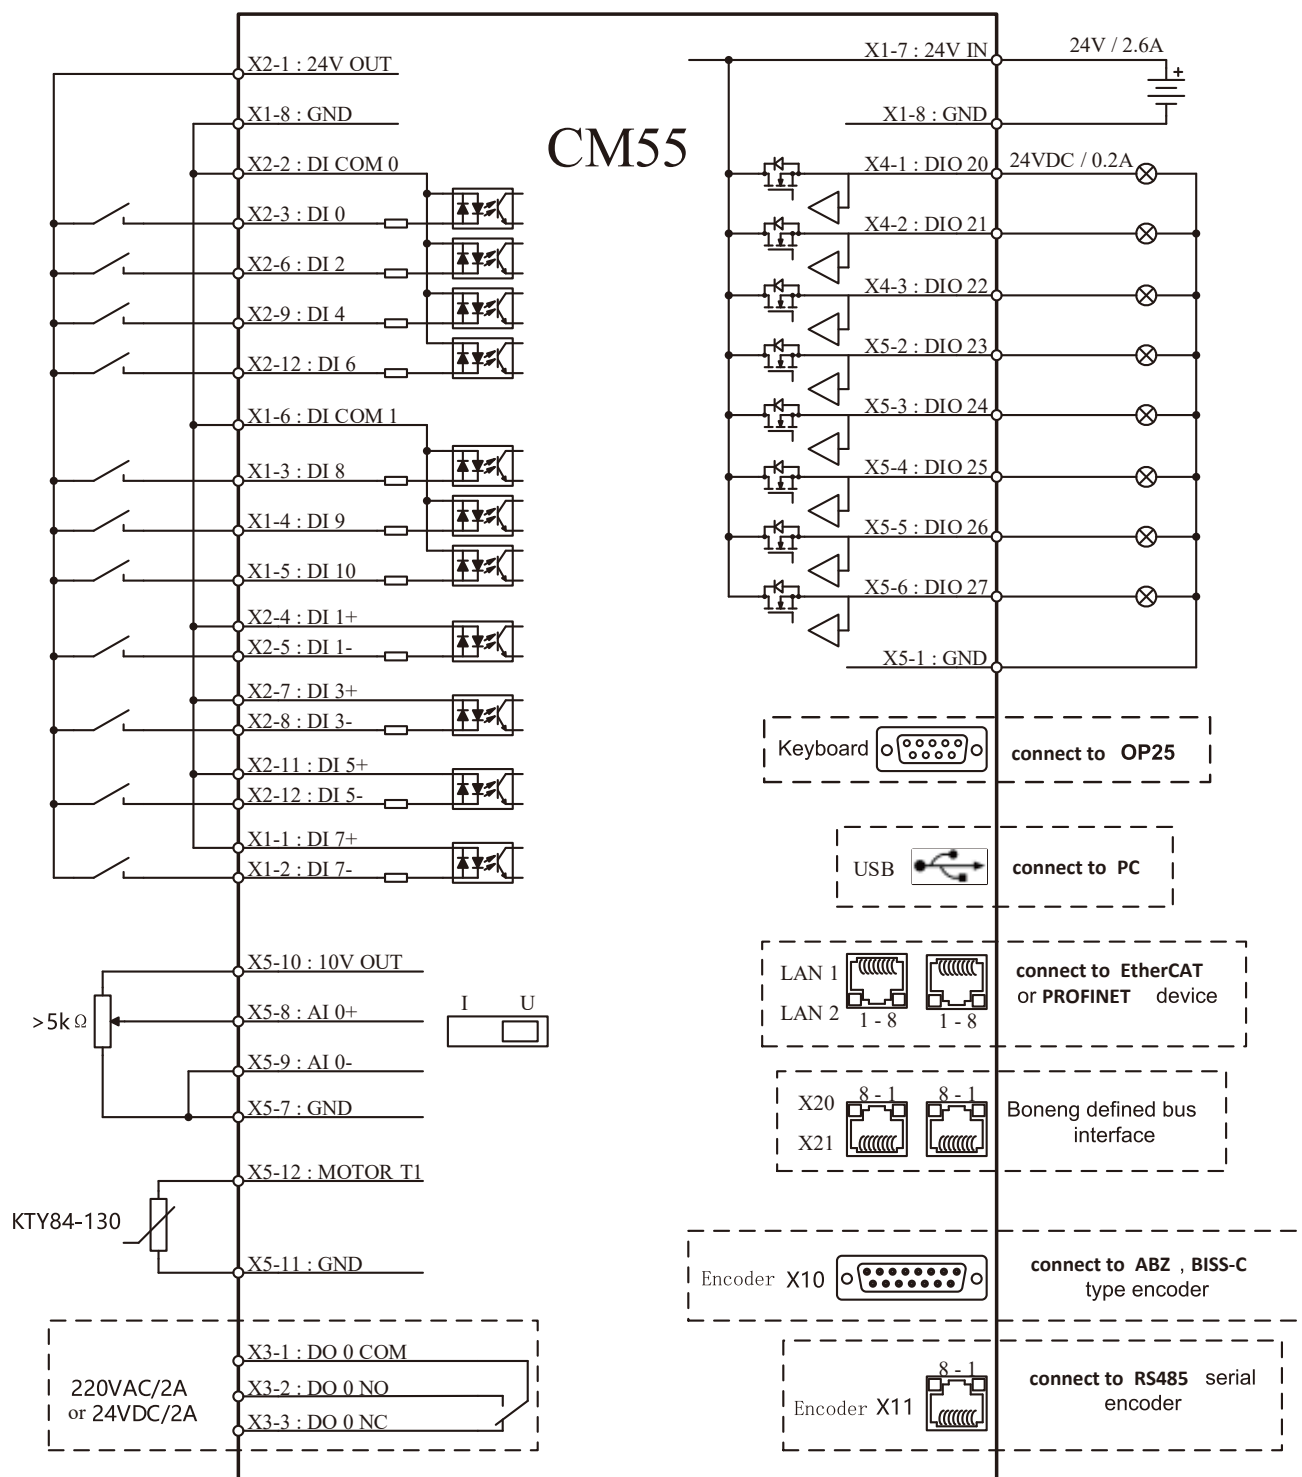 CM55
X2-1 : 24V OUT
X1-8 : GND
X2-2 : DI COM 0
X2-3 : DI 0
X2-6 : DI 2
X2-9 : DI 4
X2-12 : DI 6
X1-6 : DI COM 1
X1-3 : DI 8
X1-4 : DI 9
X1-5 : DI 10
X2-4 : DI 1+
X2-5 : DI 1-
X2-7 : DI 3+
X2-8 : DI 3-
X2-11 : DI 5+
X2-12 : DI 5-
X1-1 : DI 7+
X1-2 : DI 7-
X5-10 : 10V OUT
>5k Ω
X5-8 : AI 0+
I U
X5-9 : AI 0-
X5-7 : GND
X5-12 : MOTOR T1
KTY84-130
X5-11 : GND
X3-1 : DO 0 COM
220VAC/2A
or 24VDC/2A
X3-2 : DO 0 NO
X3-3 : DO 0 NC
X1-7 : 24V IN
24V / 2.6A
+
X1-8 : GND
X4-1 : DIO 20
24VDC / 0.2A
X4-2 : DIO 21
X4-3 : DIO 22
X5-2 : DIO 23
X5-3 : DIO 24
X5-4 : DIO 25
X5-5 : DIO 26
X5-6 : DIO 27
X5-1 : GND
Keyboard
connect to OP25
USB
connect to PC
LAN 1
LAN 2
1 - 8
1 - 8
connect to EtherCAT
or PROFINET device
X20
X21
8 - 1
8 - 1
Boneng defined bus
interface
Encoder X10
connect to ABZ , BISS-C
type encoder
Encoder X11
8 - 1
connect to RS485 serial
encoder